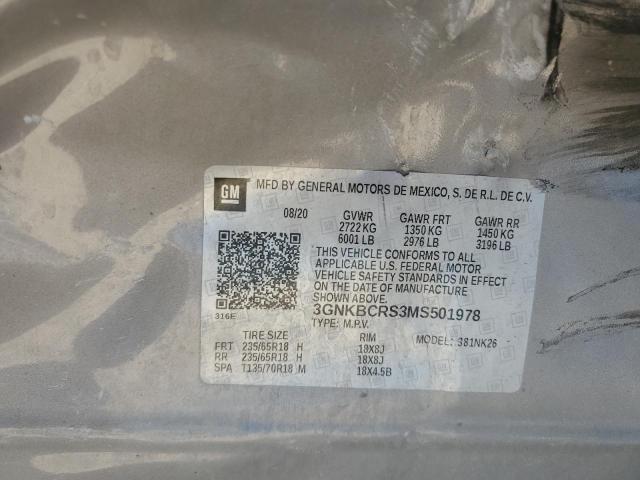 GM MFD BY GENERAL MOTORS DE MEXICO, S. DE R.L. DE C.V.
08/20 GVWR GAWR FRT GAWR RR
2722 KG 1350 KG 1450 KG
6001 LB 2976 LB 3196 LB
THIS VEHICLE CONFORMS TO ALL
APPLICABLE U.S. FEDERAL MOTOR
VEHICLE SAFETY STANDARDS IN EFFECT
ON THE DATE OF MANUFACTURE
SHOWN ABOVE.
316E 3GNKBCRS3MS501978
TYPE: M.P.V.
TIRE SIZE RIM MODEL: 381NK26
FRT 235/65R18 H 18X8J
RR 235/65R18 H 18X8J
SPA T135/70R18 M 18X4.5B